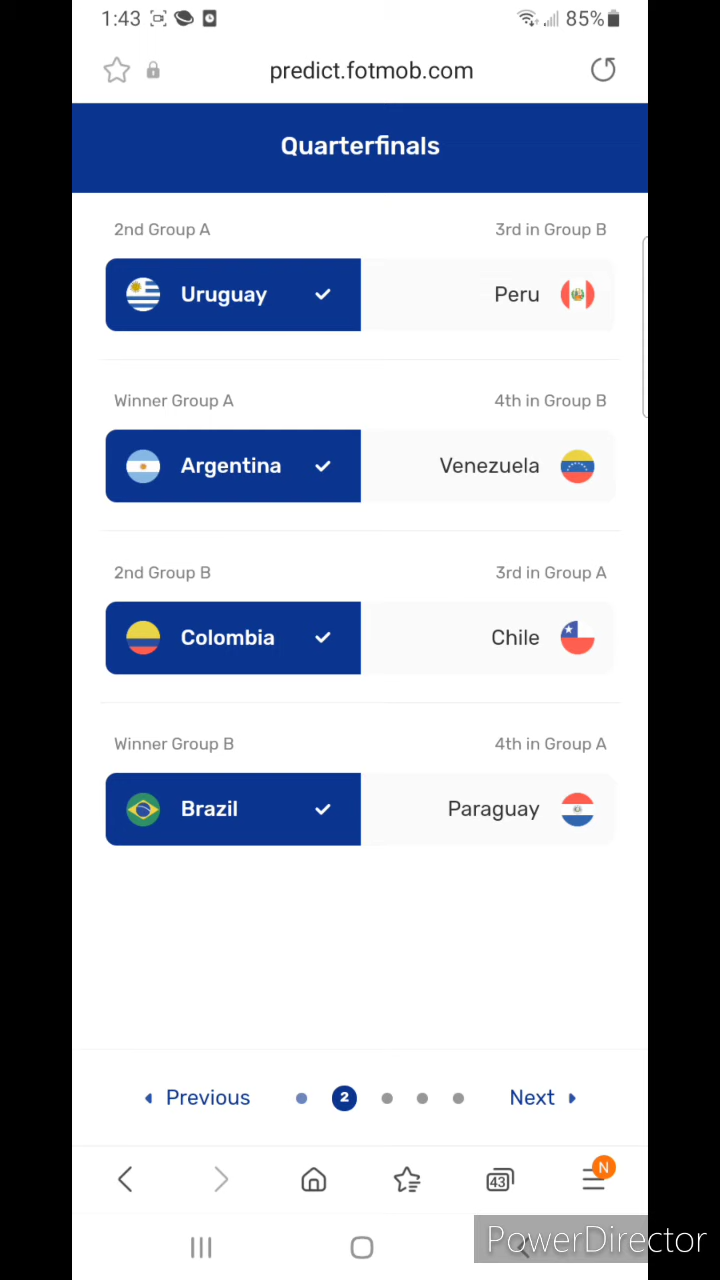 1:43 85%
predict.fotmob.com
Quarterfinals
2nd Group A 3rd in Group B
Uruguay Peru
Winner Group A 4th in Group B
Argentina Venezuela
2nd Group B 3rd in Group A
Colombia Chile
Winner Group B 4th in Group A
Brazil Paraguay
Previous 2 Next
43 N
PowerDirector